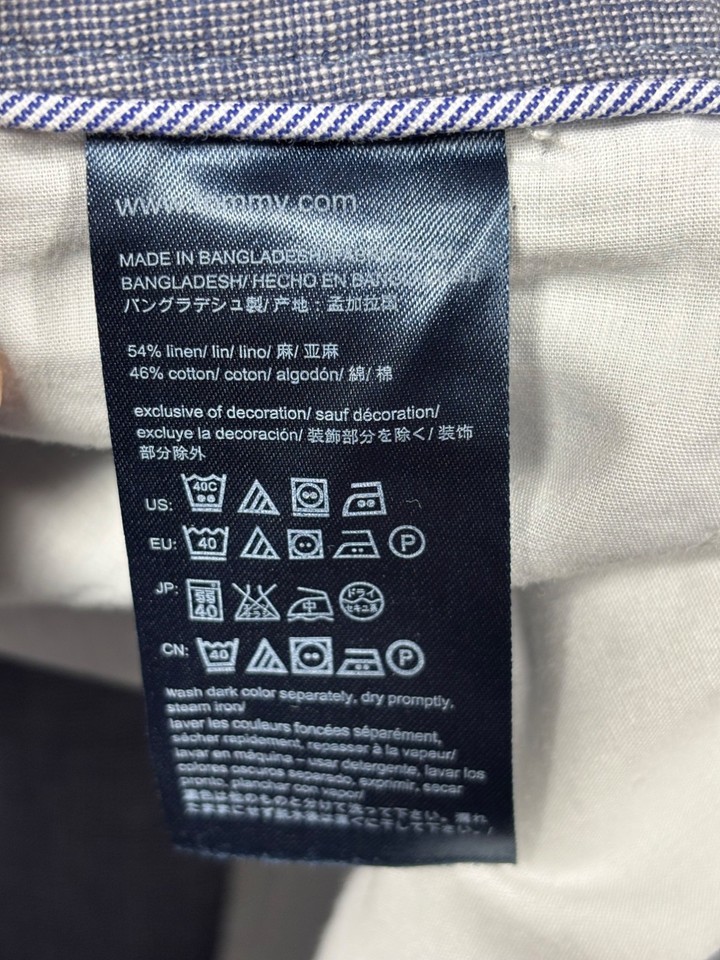 MADE IN BANGLADESH/
BANGLADESH/ HECHO EN
バングラデシュ製/ 产地：孟加拉国
54% linen/ lin/ lino/ 麻/ 亚麻
46% cotton/ coton/ algodón/ 綿/ 棉
exclusive of decoration/ sauf décoration/
excluye la decoración/ 装飾部分を除く/ 装饰
部分除外
US: 40C
EU: 40 P
JP: 40 中 ドライ セキユ系
CN: 40 P
wash dark color separately, dry promptly,
steam iron/
laver les couleurs foncées séparément,
sécher rapidement, repasser à la vapeur/
lavar en máquina – usar detergente, lavar los
colores oscuros separado, exprimir, secar
pronto, planchar con vapor/